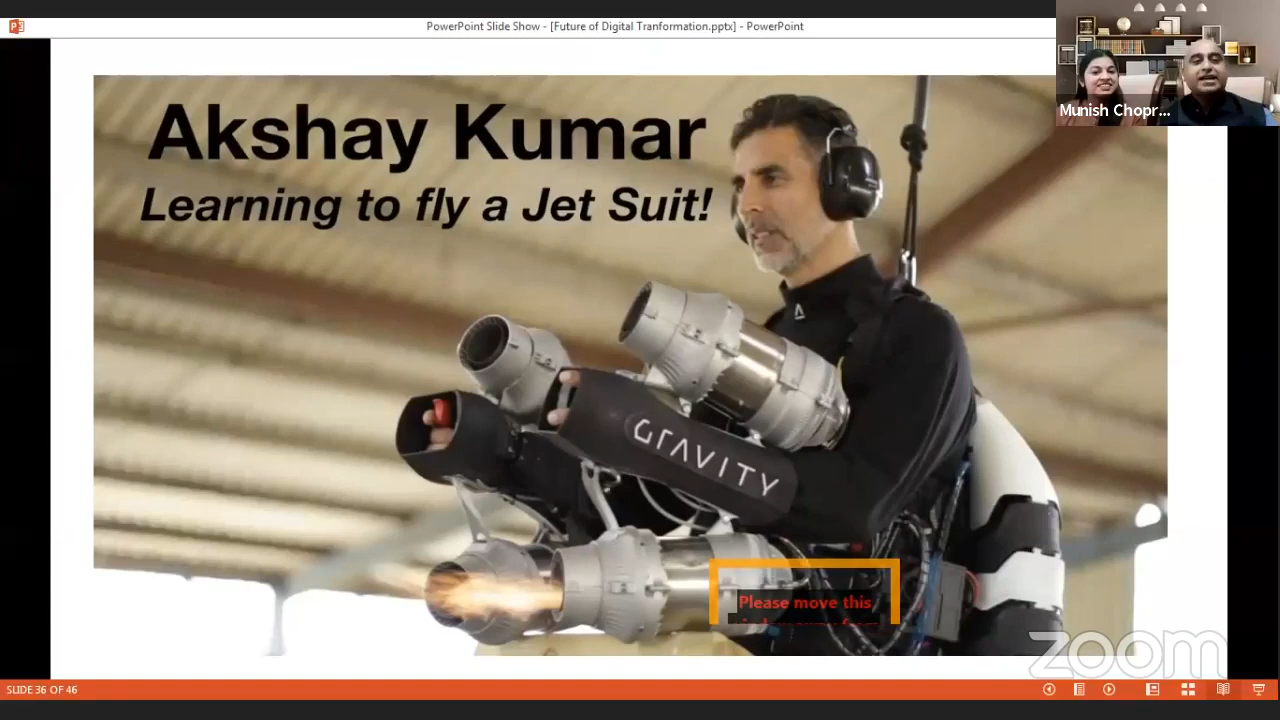 PowerPoint Slide Show - [Future of Digital Tranformation.pptx] - PowerPoint
Munish Chopr...
Akshay Kumar
Learning to fly a Jet Suit!
GRAVITY
Please move this
zoom
SLIDE 36 OF 46